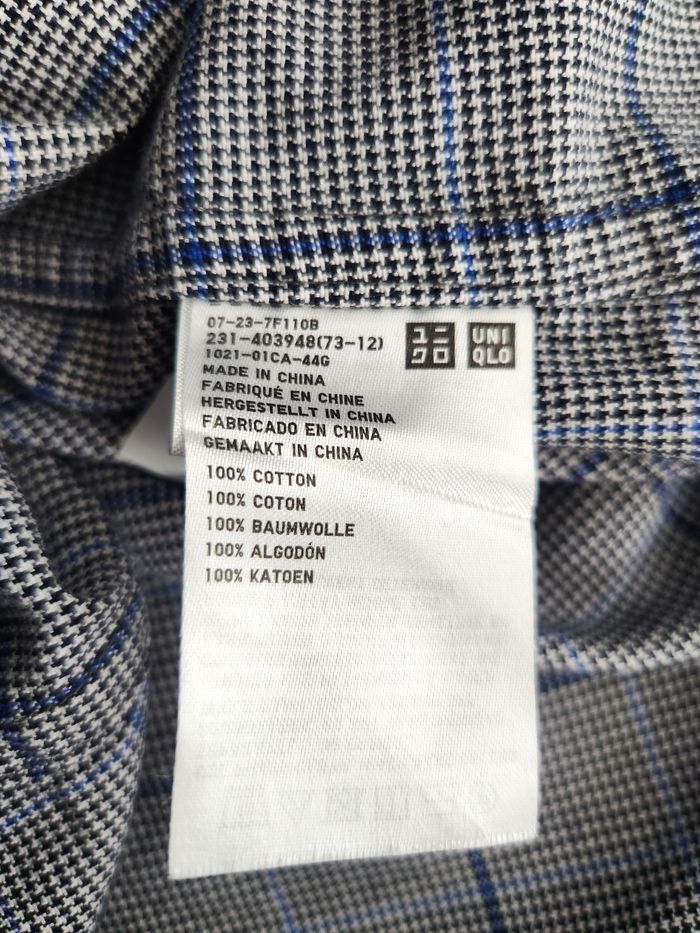 07-23-7F110B
231-403948(73-12)
1021-01CA-44G
ユニクロ
UNIQLO
MADE IN CHINA
FABRIQUÉ EN CHINE
HERGESTELLT IN CHINA
FABRICADO EN CHINA
GEMAAKT IN CHINA
100% COTTON
100% COTON
100% BAUMWOLLE
100% ALGODÓN
100% KATOEN